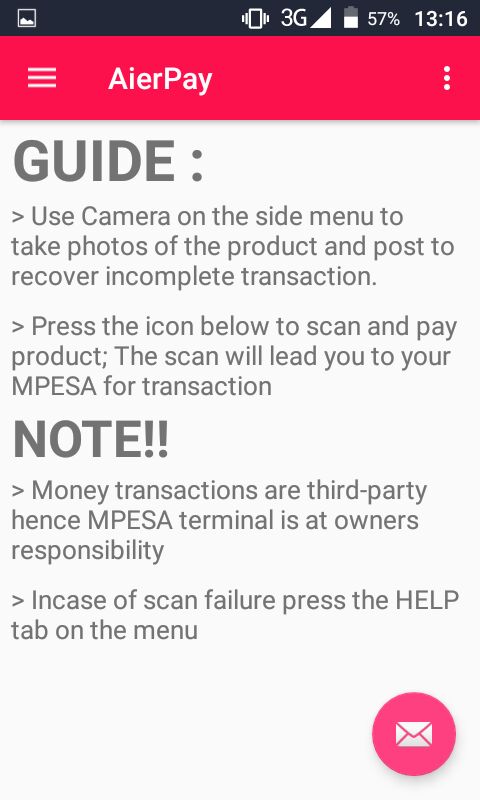 3G 57% 13:16
AierPay
GUIDE :
> Use Camera on the side menu to
take photos of the product and post to
recover incomplete transaction.
> Press the icon below to scan and pay
product; The scan will lead you to your
MPESA for transaction
NOTE!!
> Money transactions are third-party
hence MPESA terminal is at owners
responsibility
> Incase of scan failure press the HELP
tab on the menu